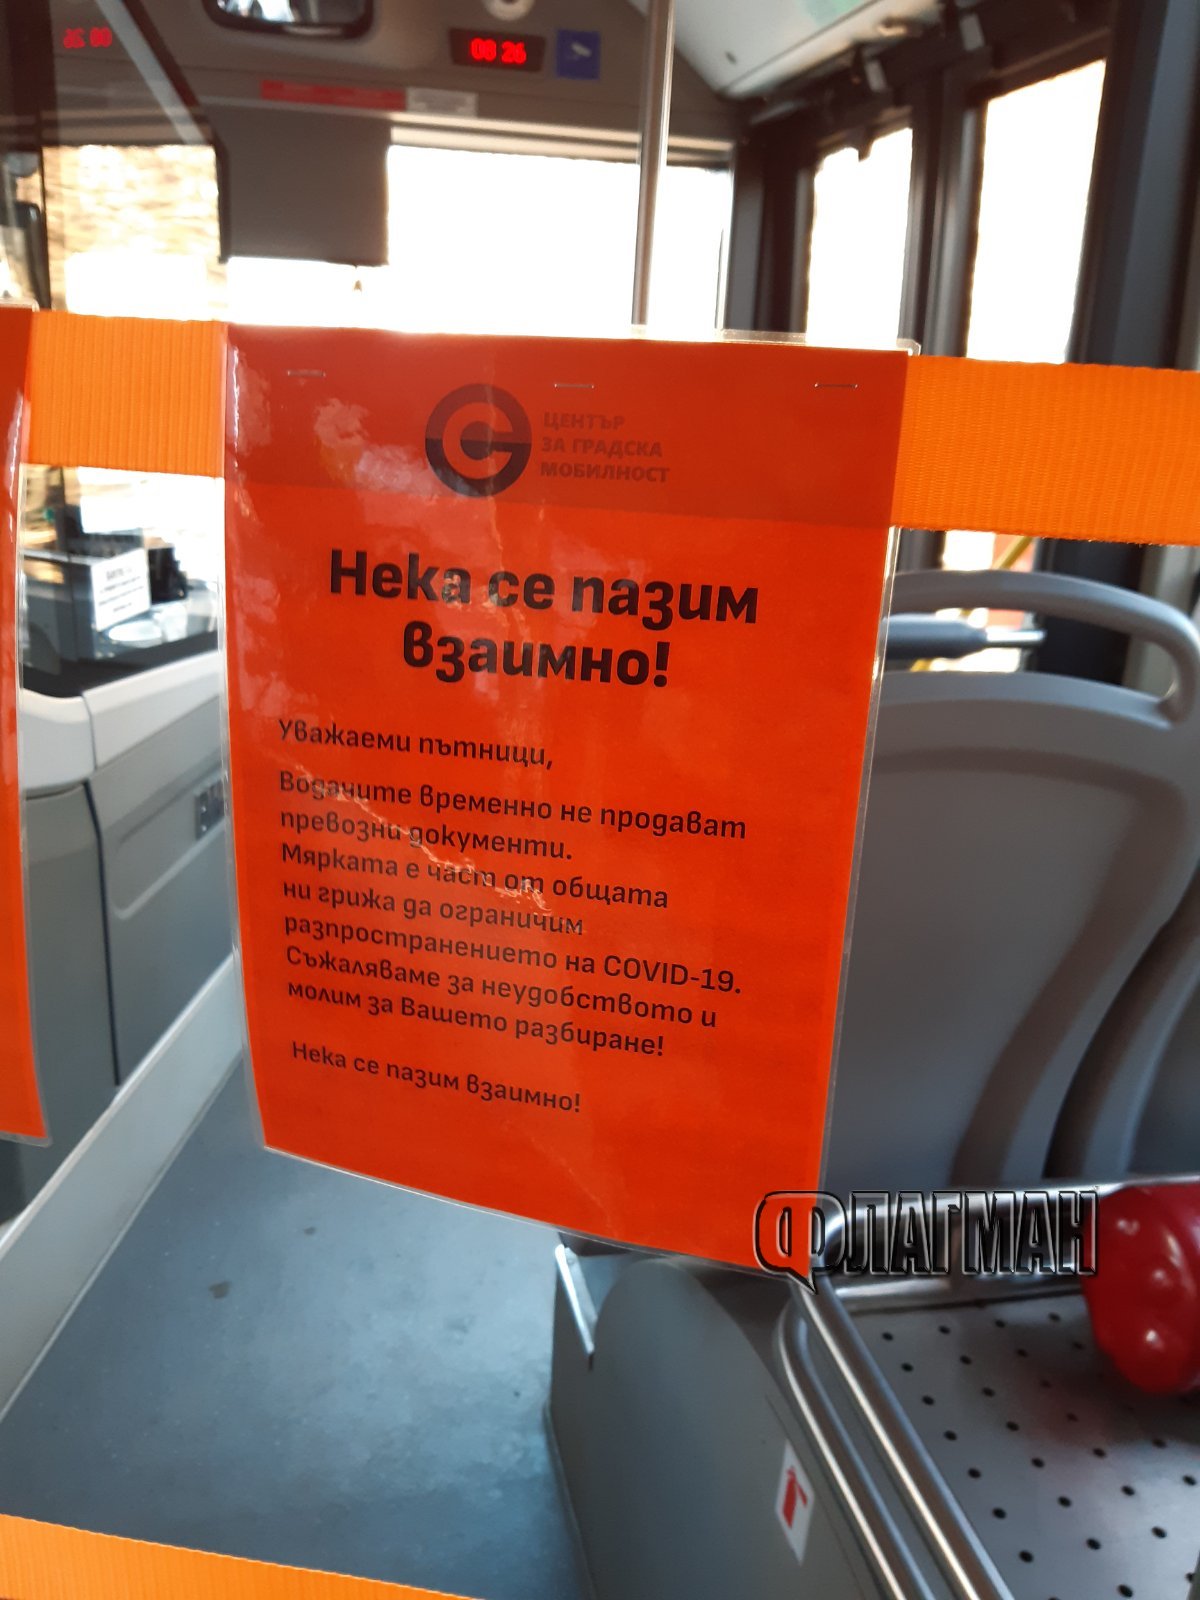 08 26
ЦЕНТЪР
ЗА ГРАДСКА
МОБИЛНОСТ
Нека се пазим
взаимно!
Уважаеми пътници,
Водачите временно не продават
превозни документи.
Мярката е част от общата
ни грижа да ограничим
разпространението на COVID-19.
Съжаляваме за неудобството и
молим за Вашето разбиране!
Нека се пазим взаимно!
ФЛАГМАН